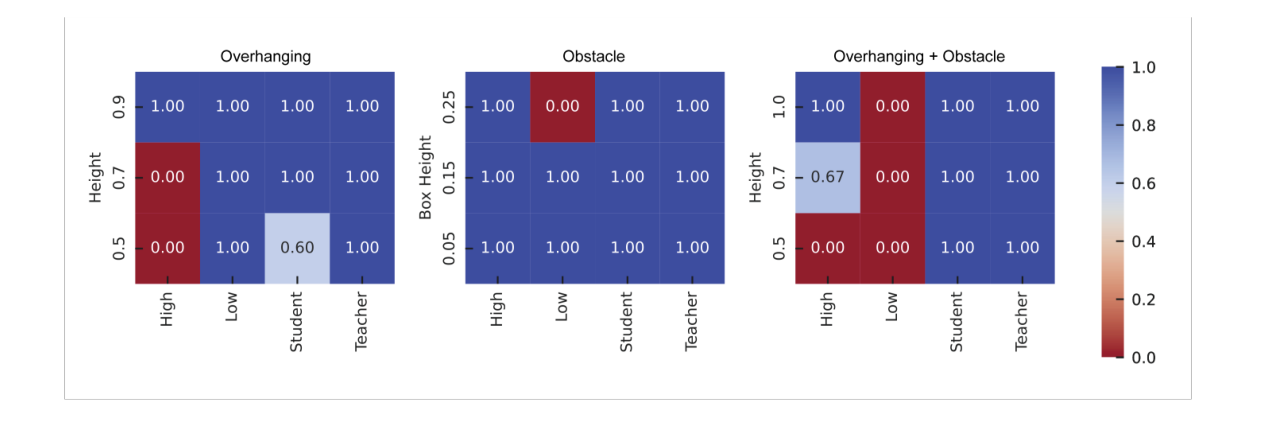 Overhanging Obstacle Overhanging + Obstacle
1.0
0.9 1.00 1.00 1.00 1.00 0.25 1.00 0.00 1.00 1.00 1.0 1.00 0.00 1.00 1.00
0.8
Height 0.7 0.00 1.00 1.00 1.00 Box Height 0.15 1.00 1.00 1.00 1.00 Height 0.7 0.67 0.00 1.00 1.00
0.6
0.4
0.5 0.00 1.00 0.60 1.00 0.05 1.00 1.00 1.00 1.00 0.5 0.00 0.00 1.00 1.00
0.2
High Low Student Teacher High Low Student Teacher High Low Student Teacher
0.0